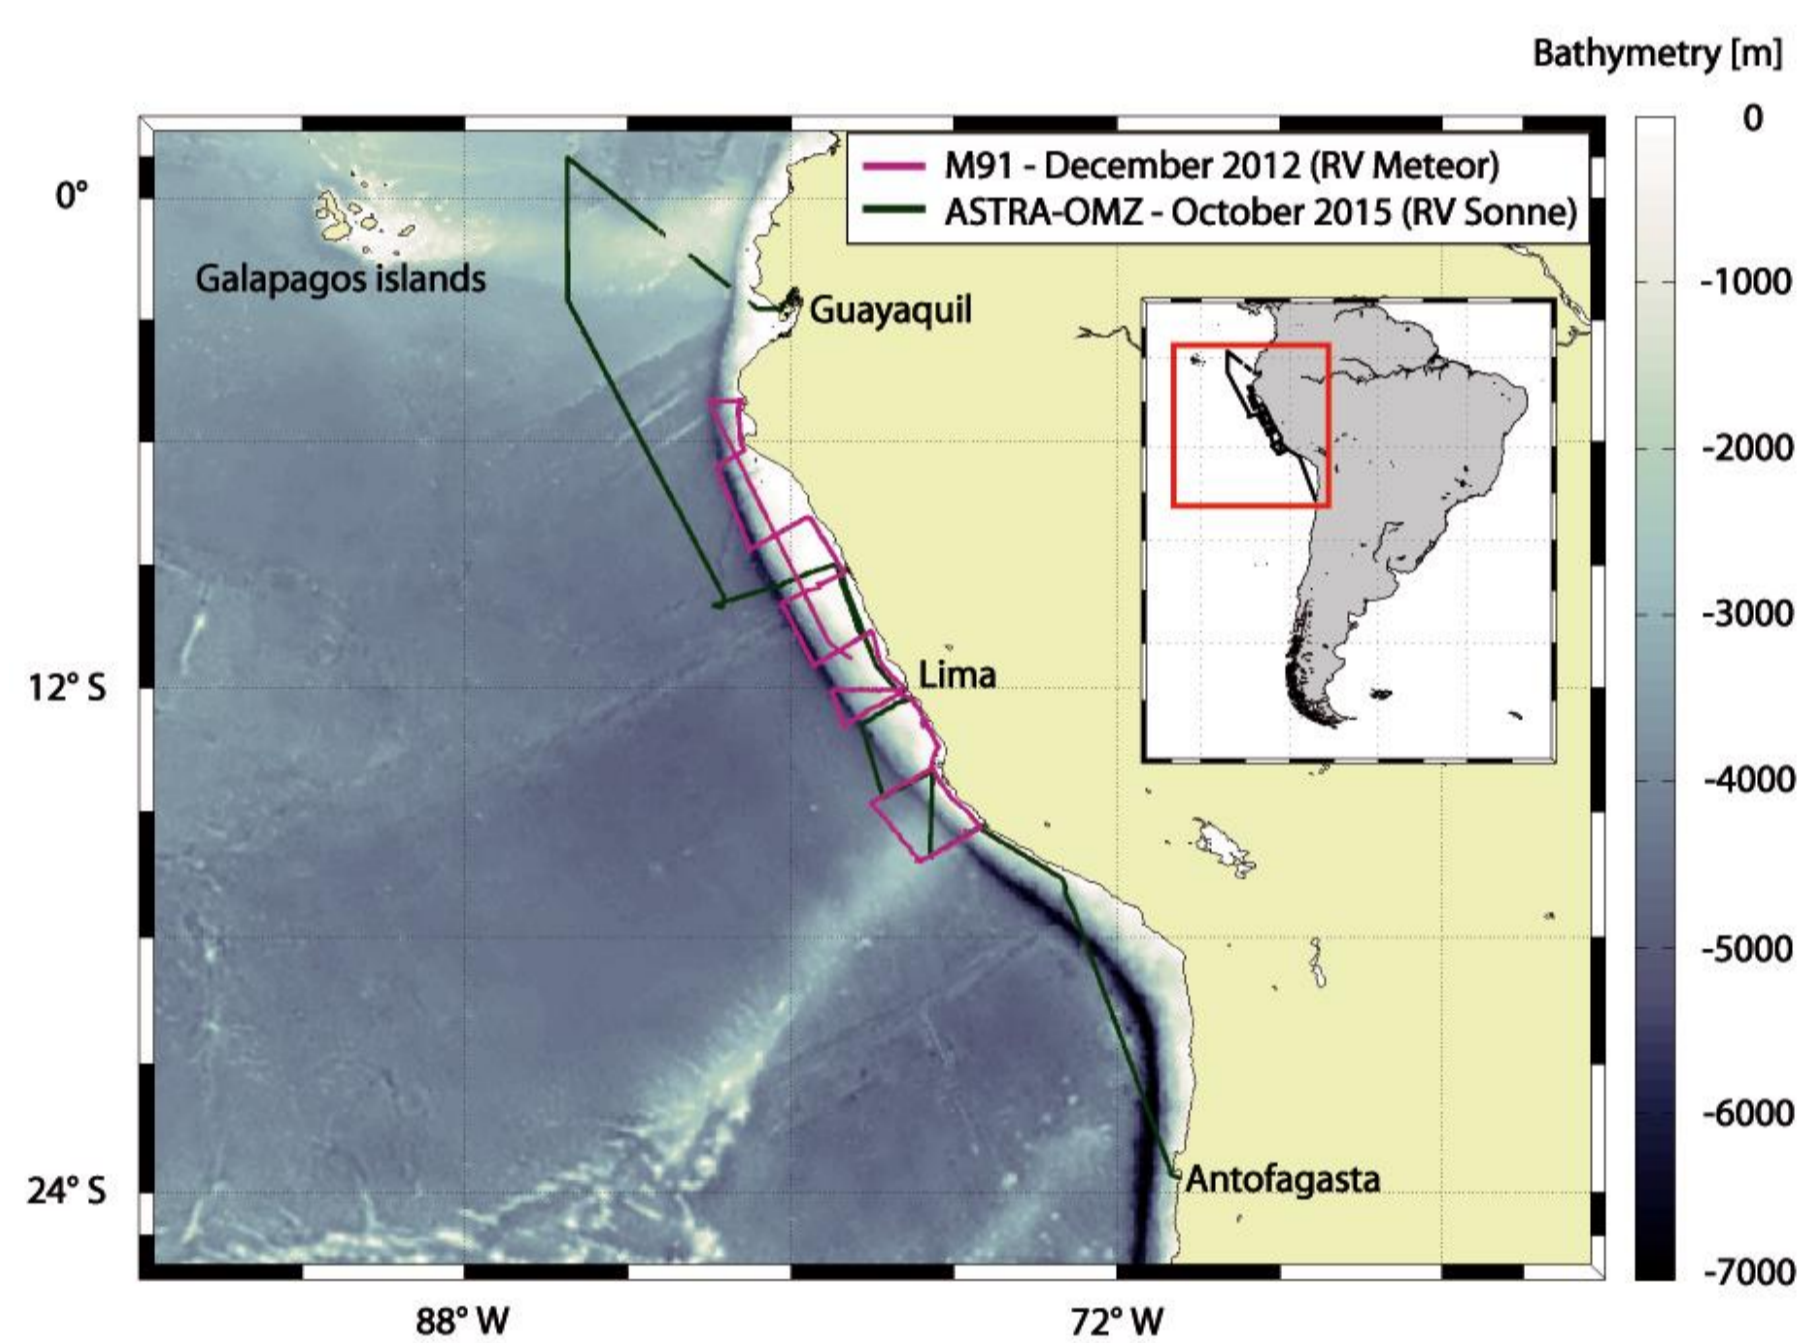 Bathymetry [m]
0
M91 - December 2012 (RV Meteor)
ASTRA-OMZ - October 2015 (RV Sonne)
0°
Galapagos islands
-1000
Guayaquil
-2000
-3000
12° S
Lima
-4000
-5000
-6000
24° S
Antofagasta
-7000
88° W
72° W